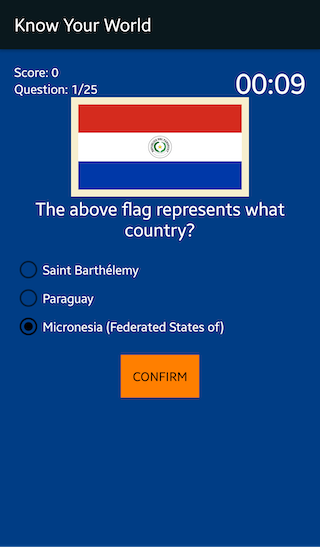 Know Your World
Score: 0
00:09
Question: 1/25
The above flag represents what
country?
Saint Barthélemy
Paraguay
Micronesia (Federated States of)
CONFIRM